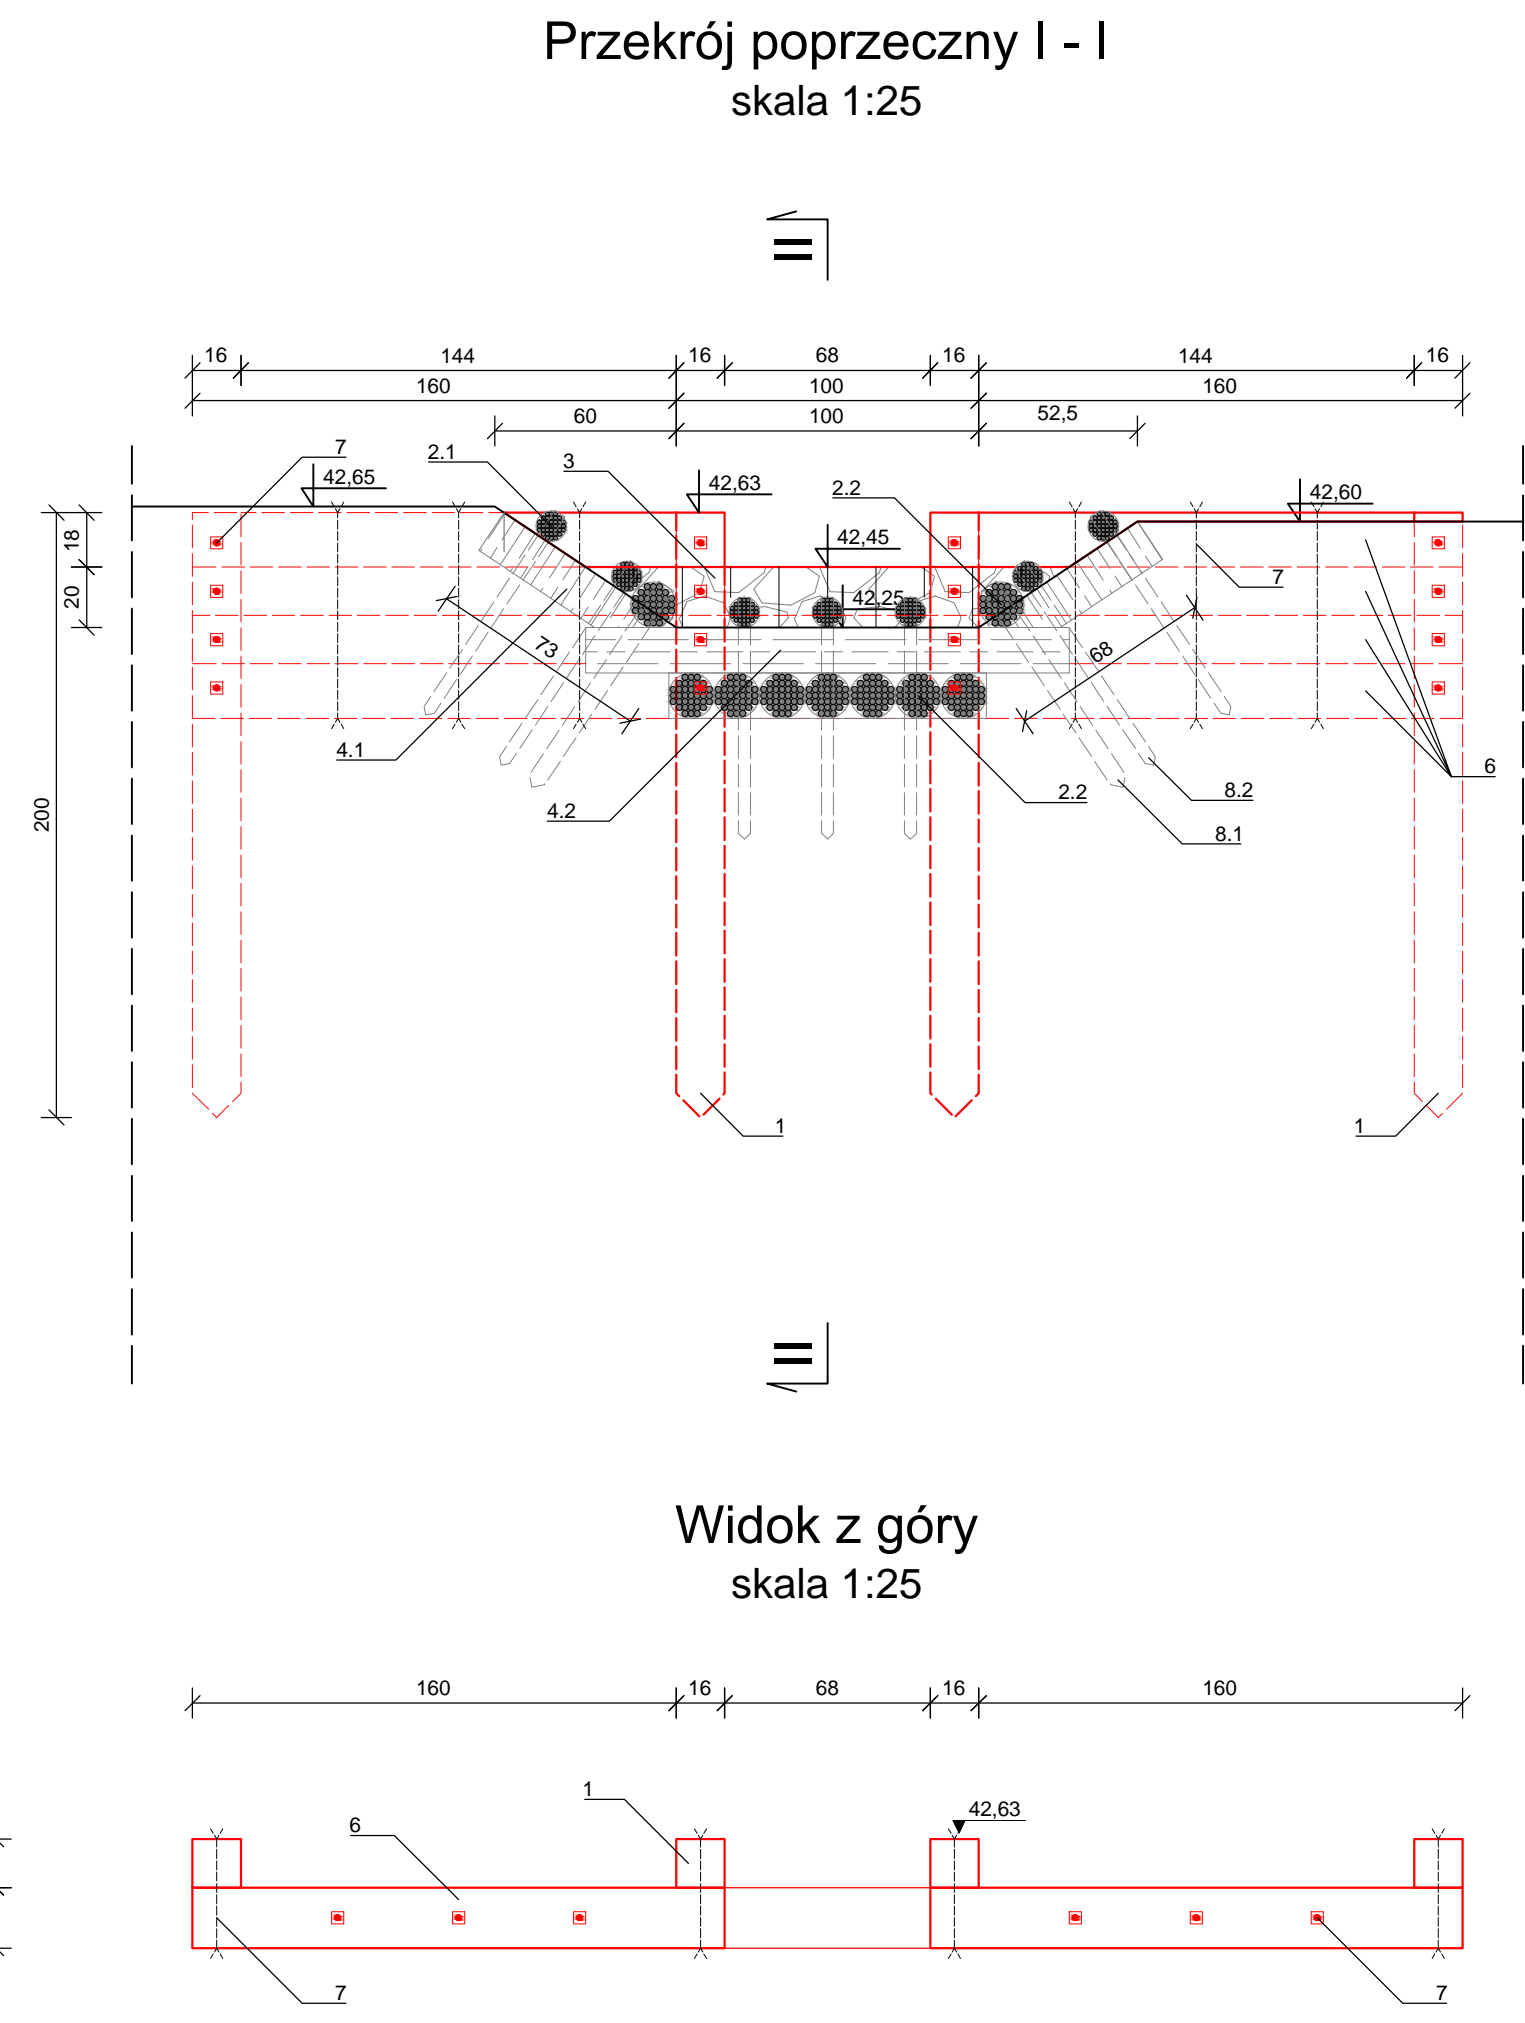 Przekrój poprzeczny I - I
skala 1:25
II
16 144 16 68 16 144 16
160 100 160
60 100 52,5
7 2.1 3 42,65 42,63 2.2 42,60
18 42,45
20 42,25 7
73 68
4.1 6
200 4.2 2.2 8.2
8.1
1 1
II
Widok z góry
skala 1:25
160 16 68 16 160
1 42,63
6
7 7